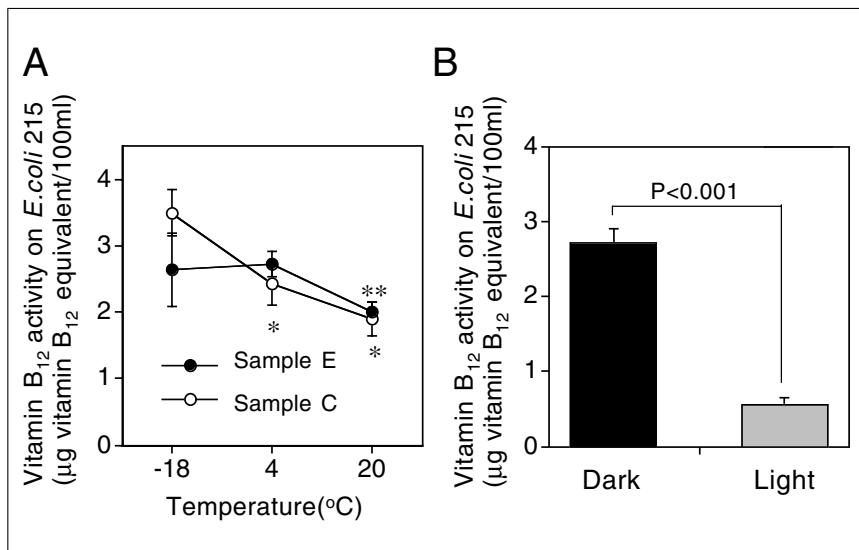 A
Vitamin B12 activity on E.coli 215
(μg vitamin B12 equivalent/100ml)
4
3
2
1
0
**
*
*
Sample E
Sample C
-18
4
20
Temperature(°C)
B
Vitamin B12 activity on E.coli 215
(μg vitamin B12 equivalent/100ml)
4
3
2
1
0
P<0.001
Dark
Light